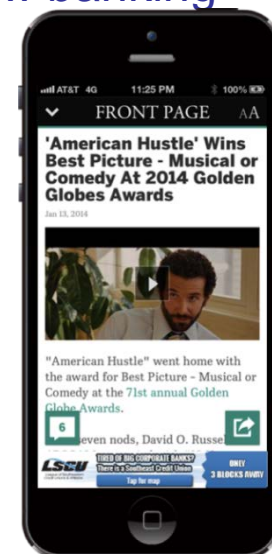 banking
AT&T 4G 11:25 PM 100%
FRONT PAGE AA
'American Hustle' Wins
Best Picture - Musical or
Comedy At 2014 Golden
Globes Awards
Jan 13, 2014
"American Hustle" went home with
the award for Best Picture - Musical or
Comedy at the 71st annual Golden
Globe Awards.
6
seven nods, David O. Russel
LSCU
TIRED OF BIG CORPORATE BANKS?
There is a Southeast Credit Union
Tap for map
ONLY
3 BLOCKS AWAY